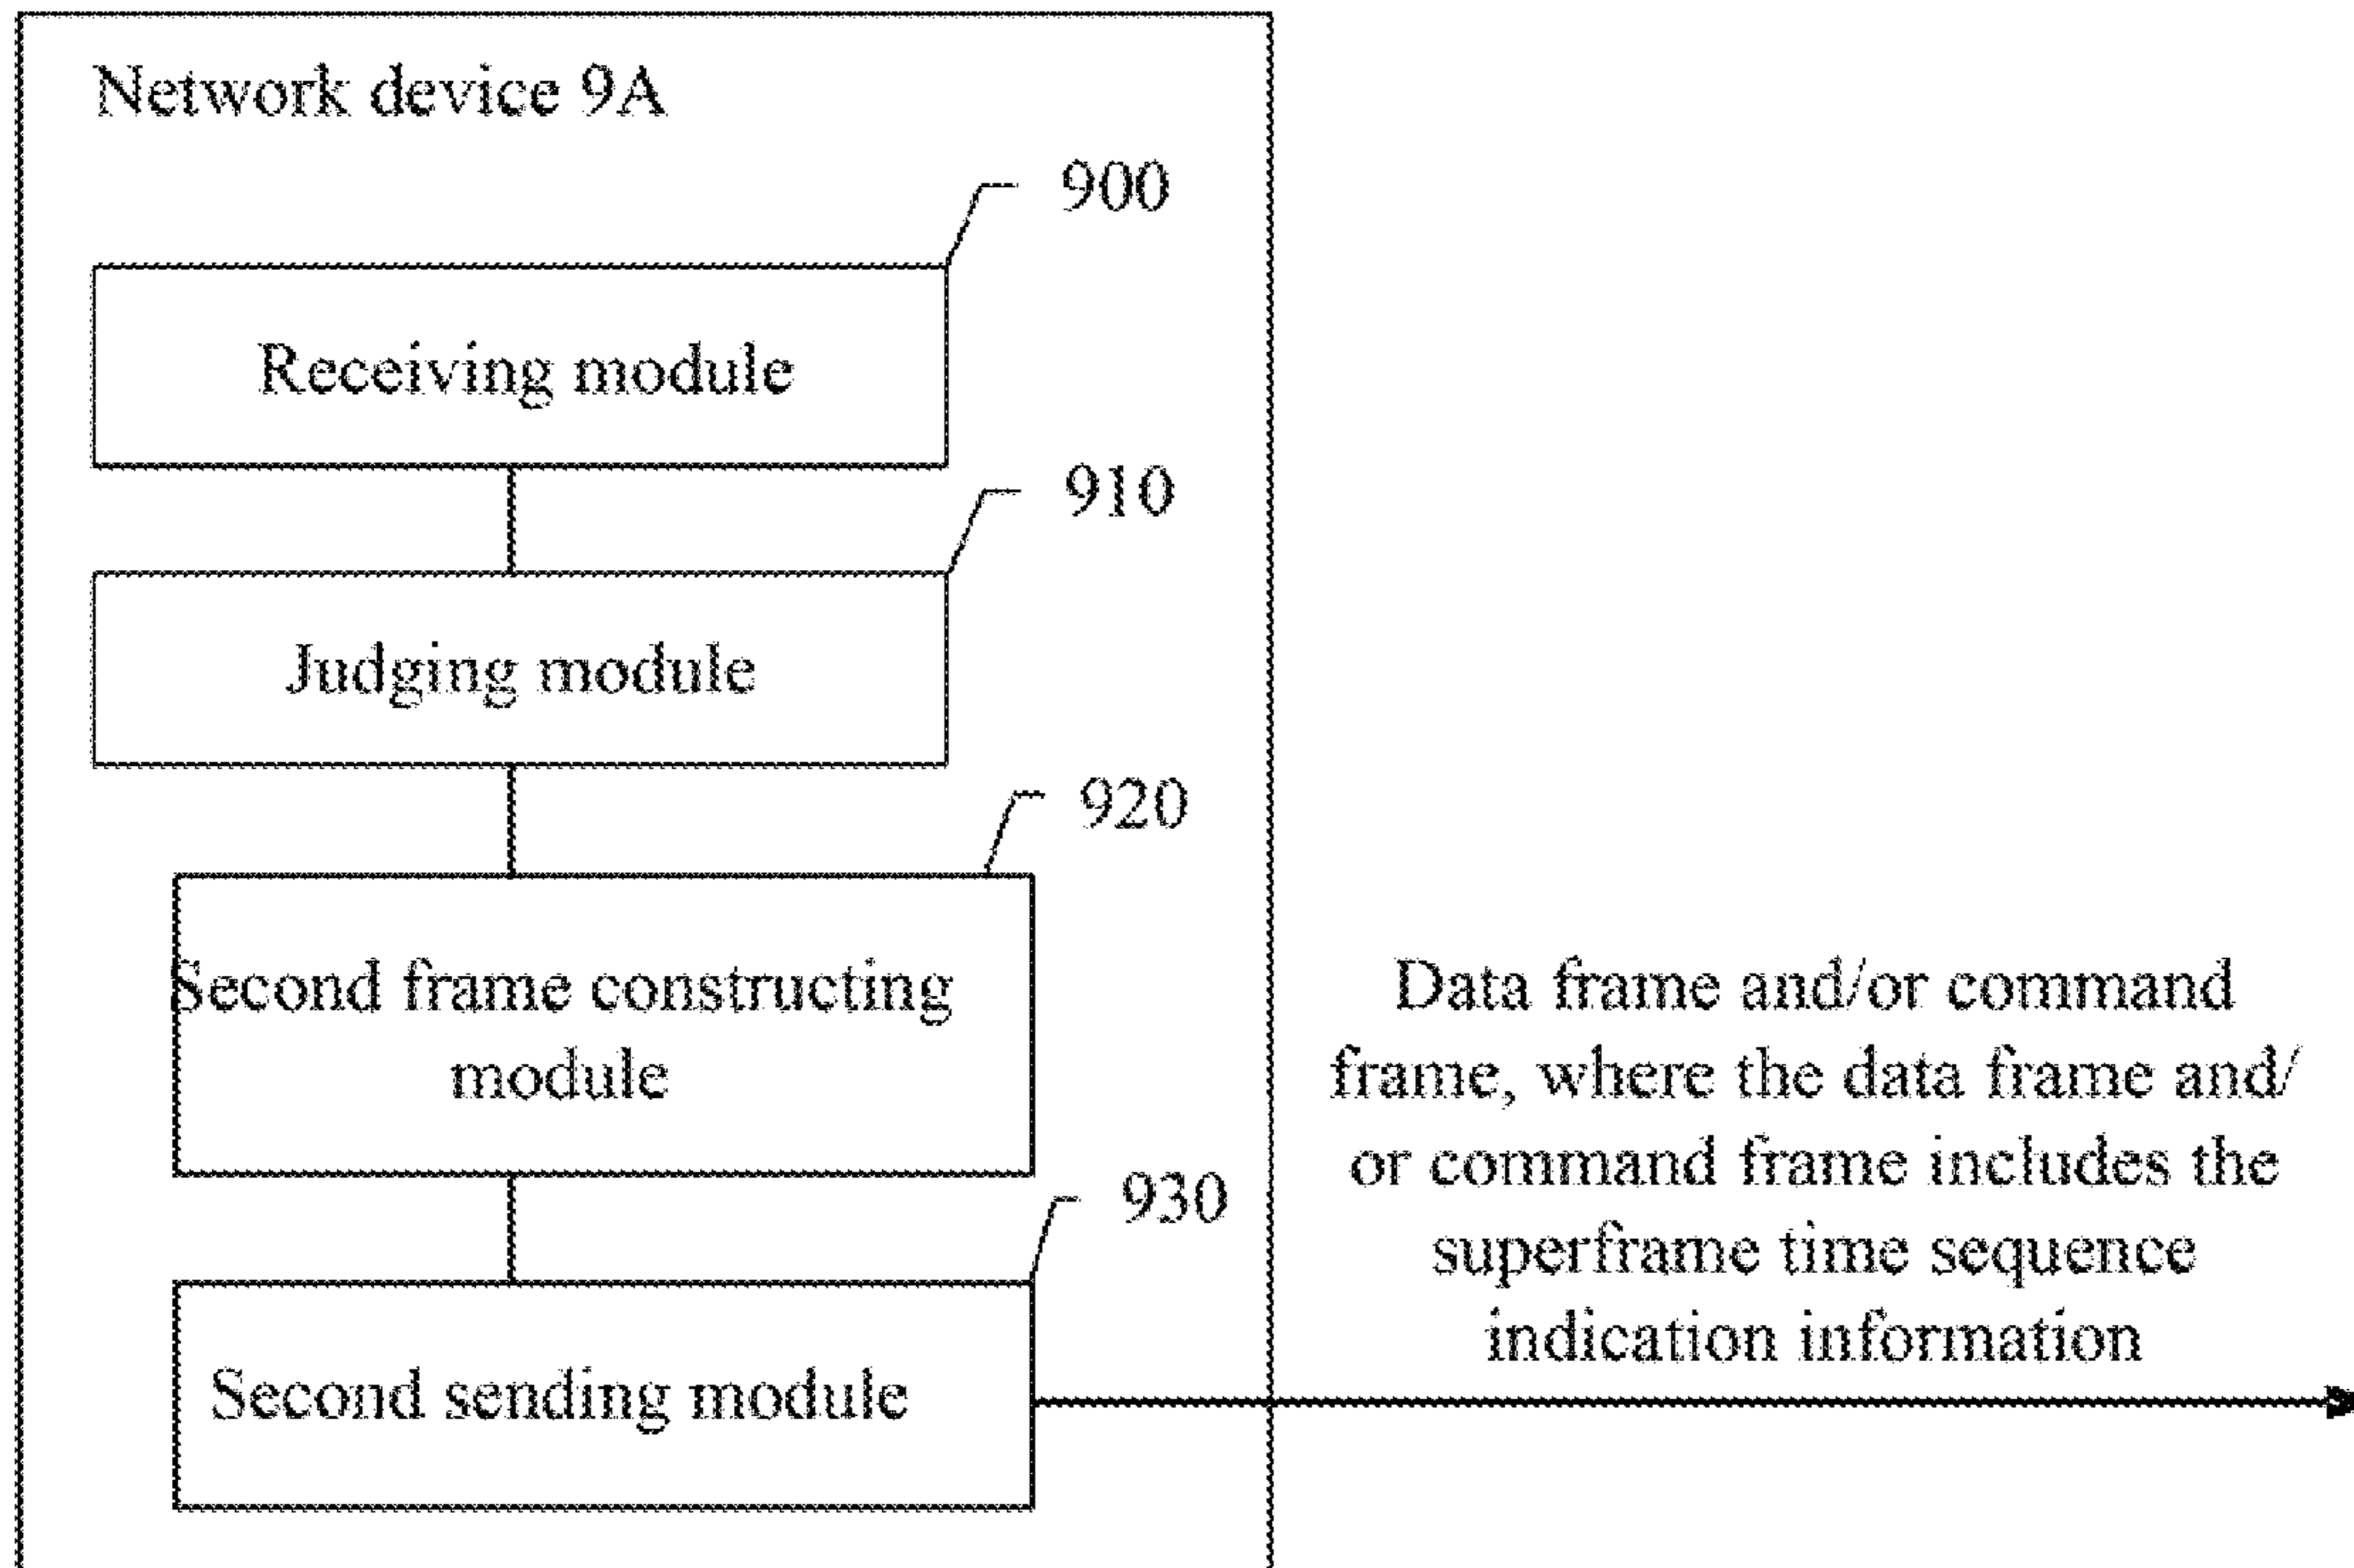 Network device 9A
900
Receiving module
910
Judging module
920
Second frame constructing
module
930
Second sending module
Data frame and/or command
frame, where the data frame and/
or command frame includes the
superframe time sequence
indication information